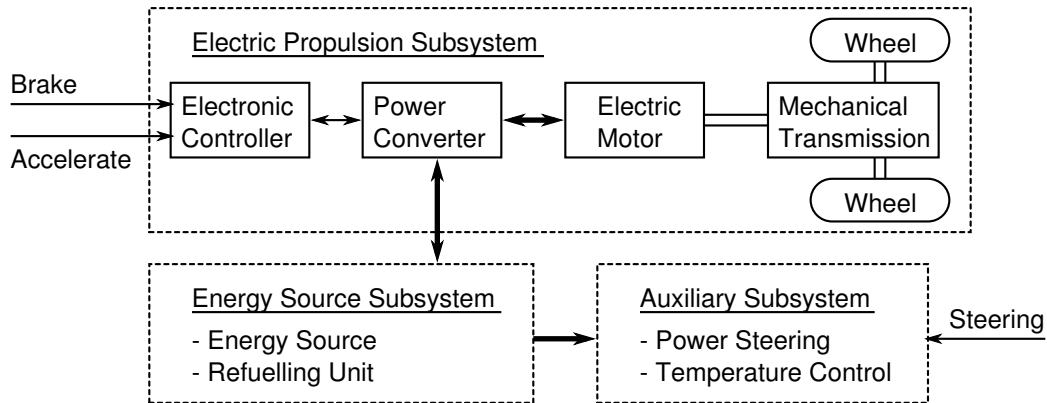 Electric Propulsion Subsystem
Wheel
Brake
Accelerate
Electronic
Controller
Power
Converter
Electric
Motor
Mechanical
Transmission
Wheel
Energy Source Subsystem
- Energy Source
- Refuelling Unit
Auxiliary Subsystem
- Power Steering
- Temperature Control
Steering